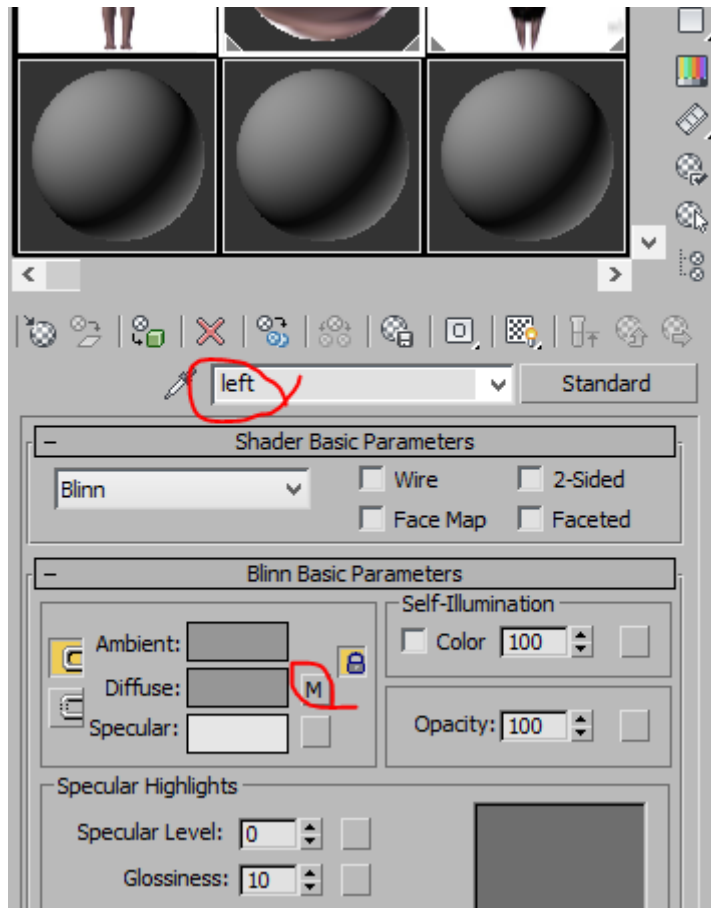 left Standard
Shader Basic Parameters
Blinn Wire 2-Sided
Face Map Faceted
Blinn Basic Parameters
Self-Illumination
Ambient: Color 100
Diffuse: M
Specular: Opacity: 100
Specular Highlights
Specular Level: 0
Glossiness: 10